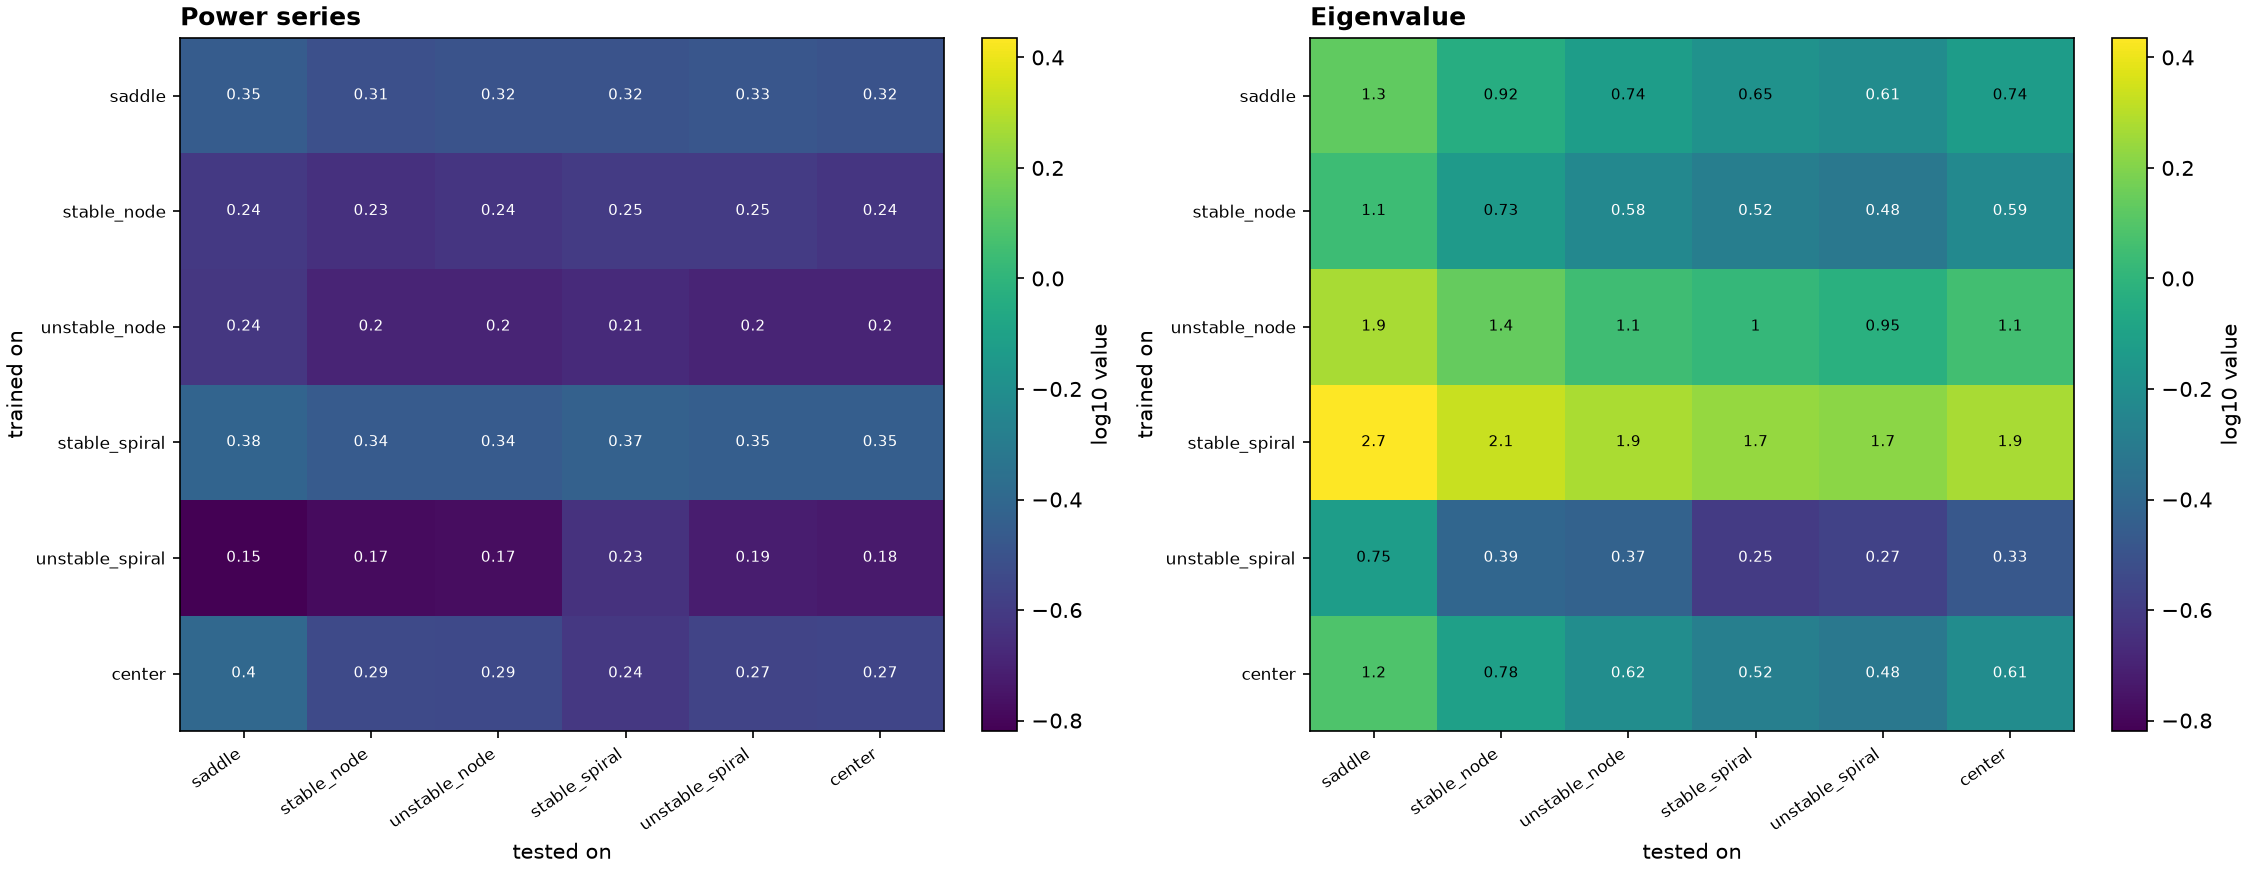 Power series
saddle 0.35 0.31 0.32 0.32 0.33 0.32
stable_node 0.24 0.23 0.24 0.25 0.25 0.24
unstable_node 0.24 0.2 0.2 0.21 0.2 0.2
stable_spiral 0.38 0.34 0.34 0.37 0.35 0.35
unstable_spiral 0.15 0.17 0.17 0.23 0.19 0.18
center 0.4 0.29 0.29 0.24 0.27 0.27
saddle stable_node unstable_node stable_spiral unstable_spiral center
tested on
trained on
0.4
0.2
0.0
−0.2
−0.4
−0.6
−0.8
log10 value
Eigenvalue
saddle 1.3 0.92 0.74 0.65 0.61 0.74
stable_node 1.1 0.73 0.58 0.52 0.48 0.59
unstable_node 1.9 1.4 1.1 1 0.95 1.1
stable_spiral 2.7 2.1 1.9 1.7 1.7 1.9
unstable_spiral 0.75 0.39 0.37 0.25 0.27 0.33
center 1.2 0.78 0.62 0.52 0.48 0.61
saddle stable_node unstable_node stable_spiral unstable_spiral center
tested on
trained on
0.4
0.2
0.0
−0.2
−0.4
−0.6
−0.8
log10 value